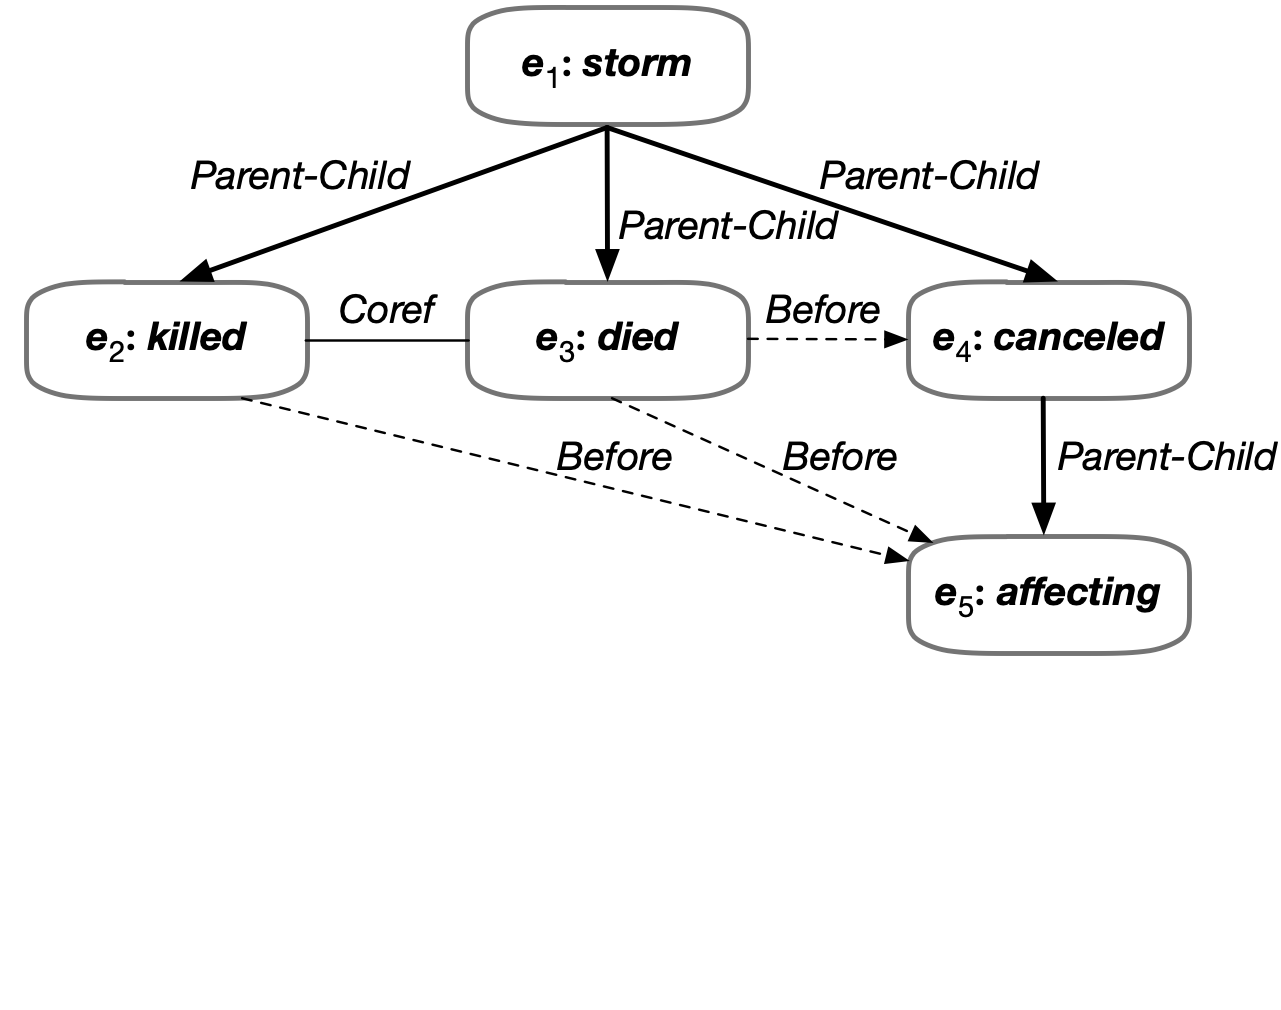 e1: storm
Parent-Child
Parent-Child
Parent-Child
e2: killed
Coref
e3: died
Before
e4: canceled
Before
Before
Parent-Child
e5: affecting